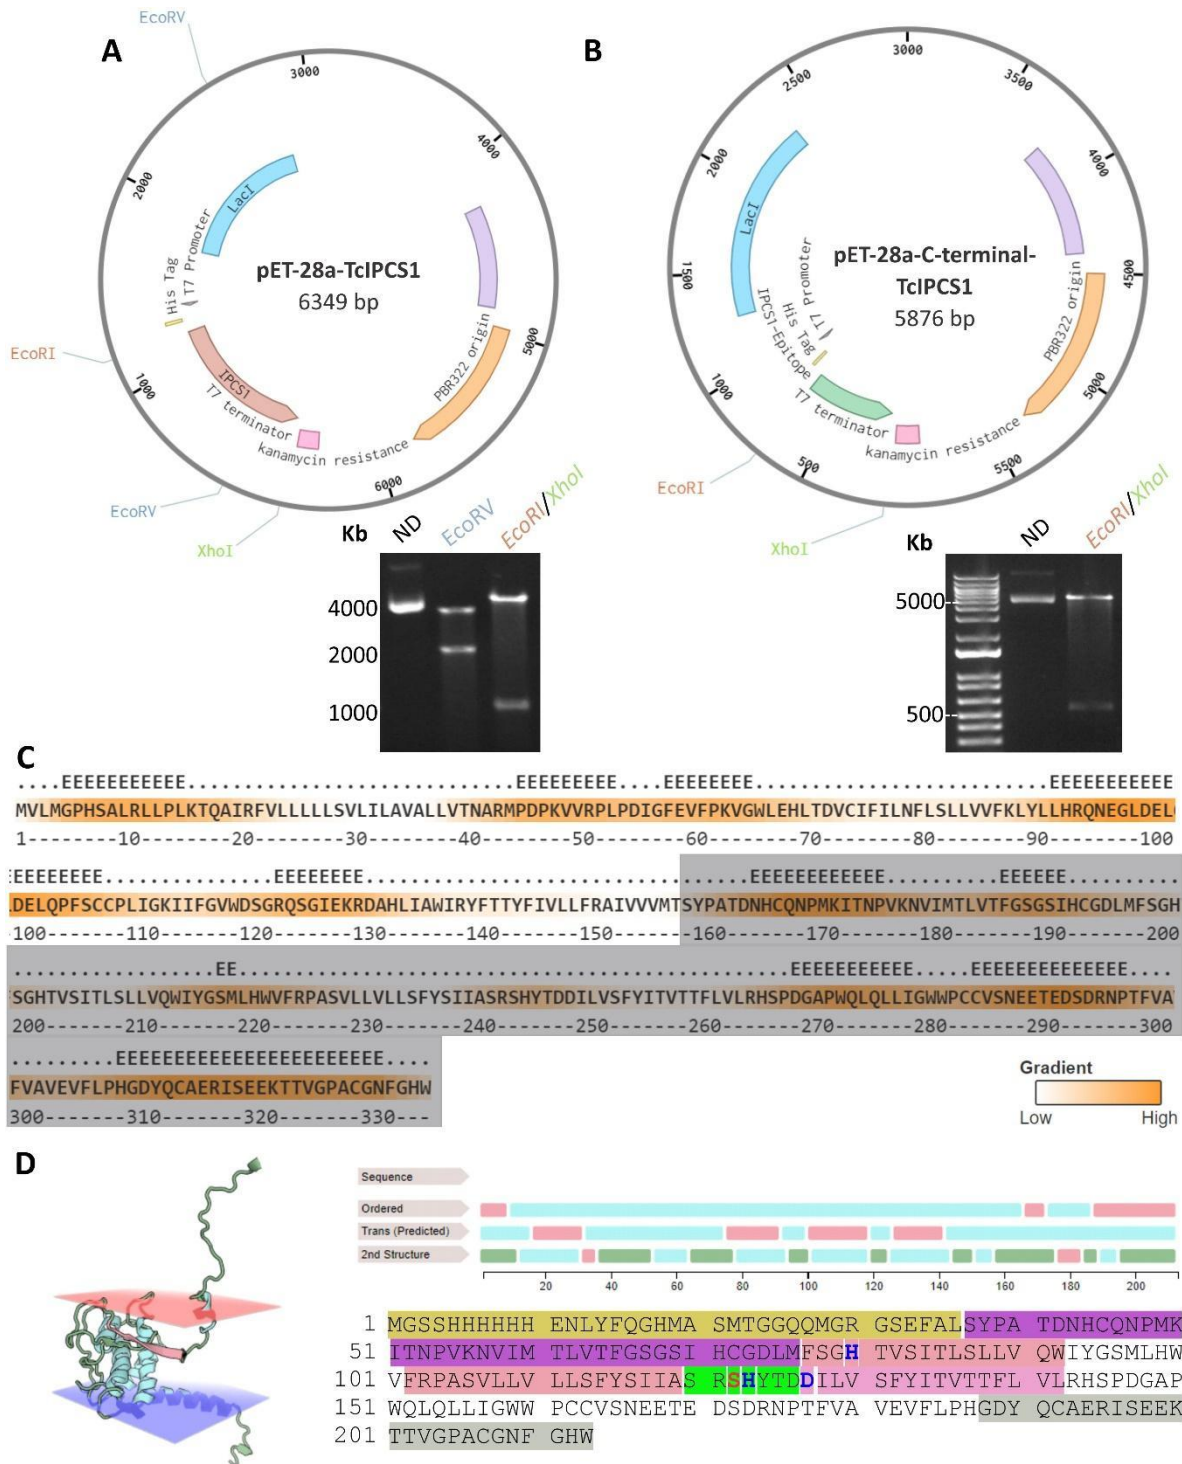 A
B
EcoRV
3000
4000
5000
6000
1000
2000
LacI
T7 Promoter
His Tag
IPCS1
T7 terminator
kanamycin resistance
PBR322 origin
pET-28a-TcIPCS1
6349 bp
EcoRI
EcoRV
XhoI
3000
3500
4000
4500
5000
5500
500
1000
1500
2000
2500
LacI
T7 Promoter
His Tag
IPCS1-Epitope
T7 terminator
kanamycin resistance
PBR322 origin
pET-28a-C-terminal-
TcIPCS1
5876 bp
EcoRI
XhoI
Kb
ND
EcoRV
EcoRI/XhoI
4000
2000
1000
Kb
ND
EcoRI/XhoI
5000
500
C
....EEEEEEEEEEE............................EEEEEEEEE....EEEEEEEE..........................EEEEEEEEEEE
MVLMGPHSALRLLPLKTQAIRFVLLLLLSVLILAVALLVTNARMPDPKVVRPLPDIGFEVFPKVGWLEHLTDVCIFILNFLSLLVVFKLYLLHRQNEGLDEL
1--------10--------20--------30--------40--------50--------60--------70--------80--------90--------100
EEEEEEEE...............EEEEEEEE.................................EEEEEEEEEEEE..........EEEEEE..........
DELQPFSCCPLIGKIIFGVWDSGRQSGIEKRDAHLIAWIRYFTTYFIVLLFRAIVVVMTSYPATDNHCQNPMKITNPVKNVIMTLVTFGSGSIHCGDLMFSGH
100-------110-------120-------130-------140-------150-------160-------170-------180-------190-------200
..................EE................................................EEEEEEEEEEE.....EEEEEEEEEEEEEE....
SGHTVSITLSLLVQWIYGSMLHWVFRPASVLLVLLSFYSIIASRSHYTDDILVSFYITVTTFLVLRHSPDGAPWQLQLLIGWWPCCVSNEETEDSDRNPTFVA
200-------210-------220-------230-------240-------250-------260-------270-------280-------290-------300
.........EEEEEEEEEEEEEEEEEEEEEEE....
FVAVEVFLPHGDYQCAERISEEKTTVGPACGNFGHW
300-------310-------320-------330---
Gradient
Low High
D
Sequence
Ordered
Trans (Predicted)
2nd Structure
20 40 60 80 100 120 140 160 180 200
1 MGSSHHHHHH ENLYFQGHMA SMTGGQQMGR GSEFALSYPA TDNHCQNPMK
51 ITNPVKNVIM TLVTFGSGSI HCGDLMFSGH TVSITLSLLV QWIYGSMLHW
101 VFRPASVLLV LLSFYSIIAS RSHYTDDILV SFYITVTTFL VLRHSPDGAP
151 WQLQLLIGWW PCCVSNEETE DSDRNPTFVA VEVFLPHGDY QCAERISEEK
201 TTVGPACGNF GHW